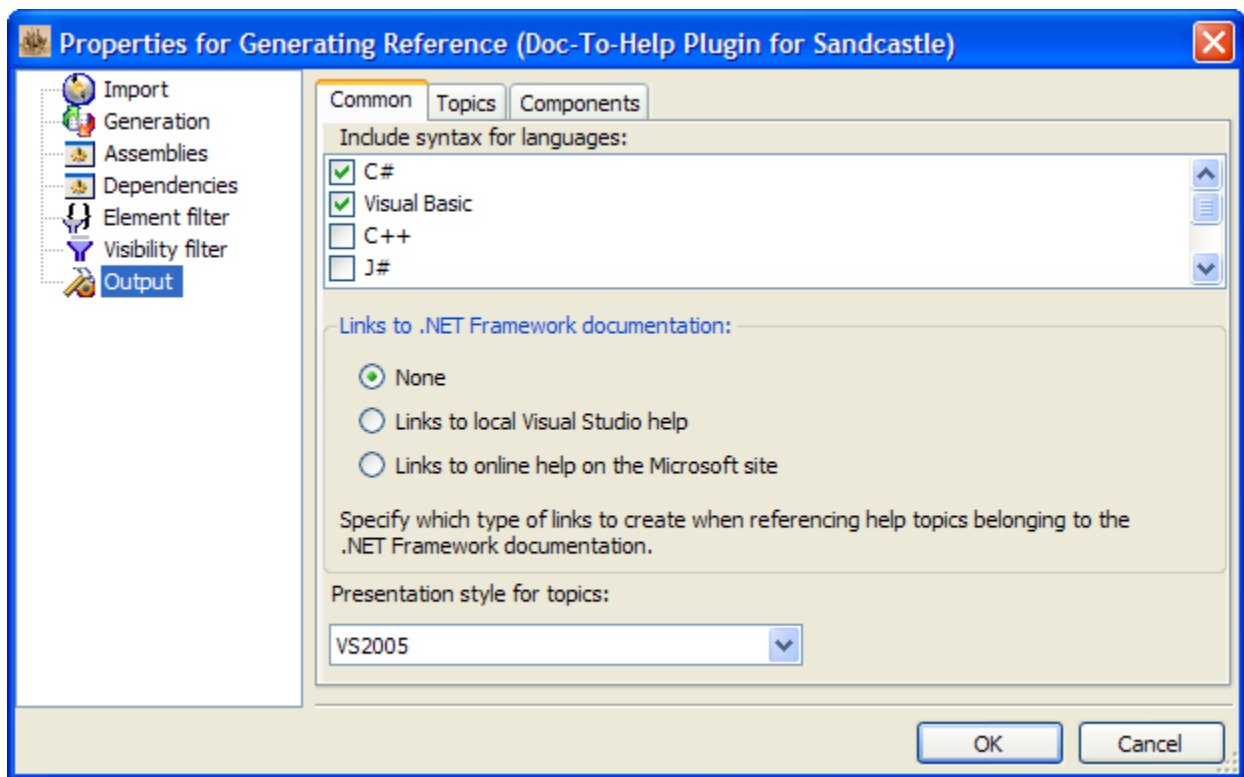 Properties for Generating Reference (Doc-To-Help Plugin for Sandcastle)
Import
Generation
Assemblies
Dependencies
Element filter
Visibility filter
Output
Common Topics Components
Include syntax for languages:
C#
Visual Basic
C++
J#
Links to .NET Framework documentation:
None
Links to local Visual Studio help
Links to online help on the Microsoft site
Specify which type of links to create when referencing help topics belonging to the
.NET Framework documentation.
Presentation style for topics:
VS2005
OK Cancel